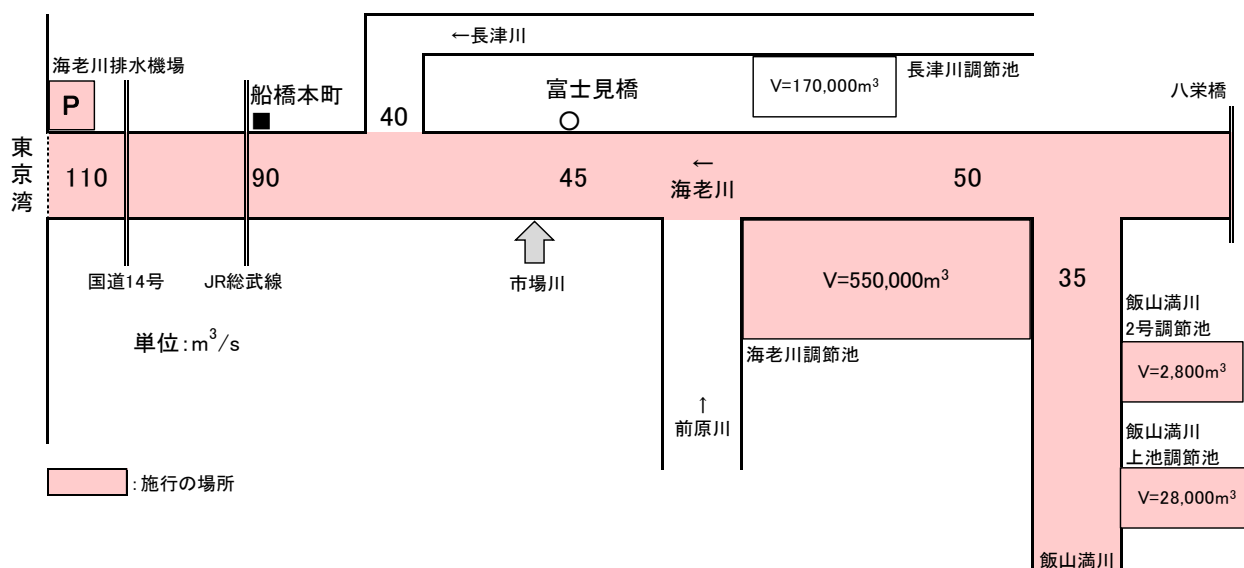 ←長津川
海老川排水機場
長津川調節池
P
船橋本町
富士見橋
V=170,000m³
八栄橋
40
東京湾
110
90
45
←
海老川
50
国道14号
JR総武線
市場川
V=550,000m³
35
単位:m³/s
飯山満川
2号調節池
海老川調節池
V=2,800m³
↑
前原川
飯山満川
上池調節池
:施行の場所
V=28,000m³
飯山満川